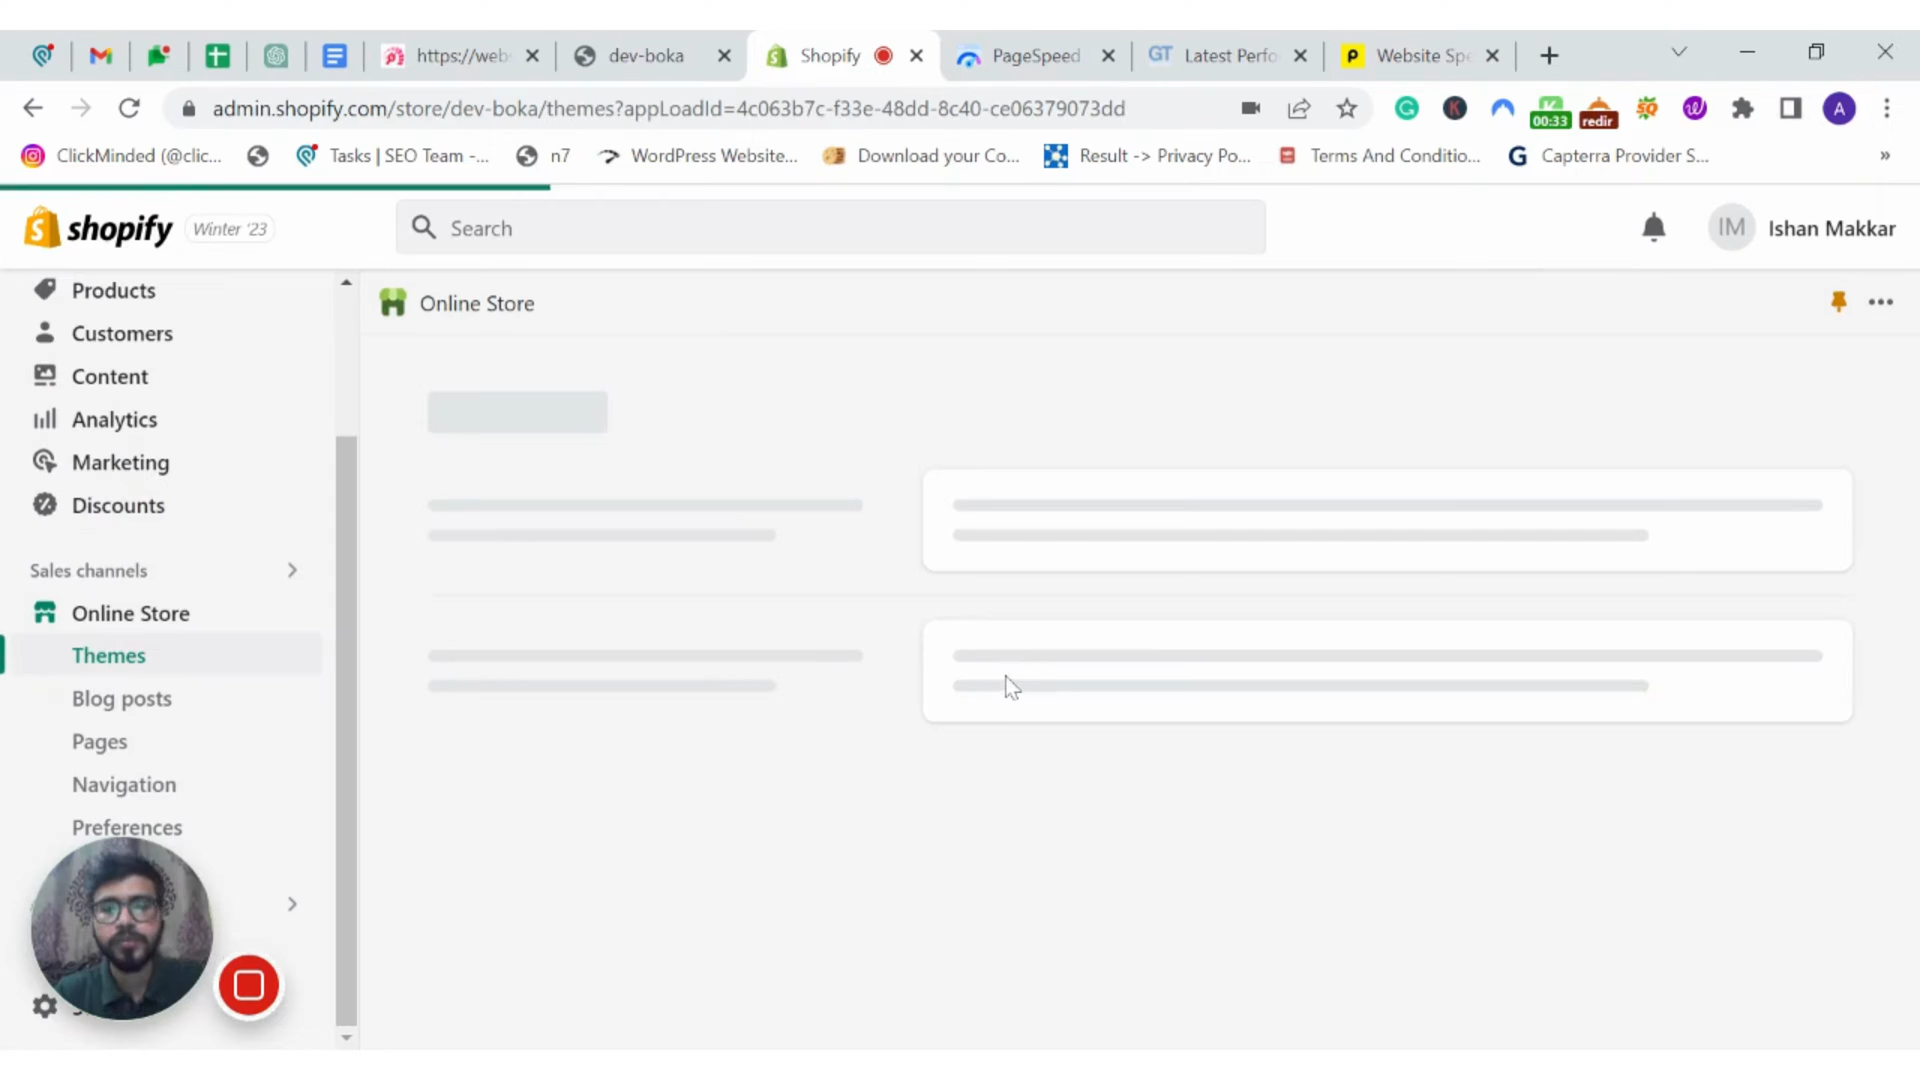 https://web
dev-boka
Shopify
PageSpeed
GT
Latest Perfo
Website Spe
admin.shopify.com/store/dev-boka/themes?appLoadId=4c063b7c-f33e-48dd-8c40-ce06379073dd
00:33
redir
A
ClickMinded (@clic...
Tasks | SEO Team -...
n7
WordPress Website...
Download your Co...
Result -> Privacy Po...
Terms And Conditio...
Capterra Provider S...
»
shopify
Winter '23
Search
IM
Ishan Makkar
Products
Customers
Content
Analytics
Marketing
Discounts
Sales channels
Online Store
Themes
Blog posts
Pages
Navigation
Preferences
Online Store